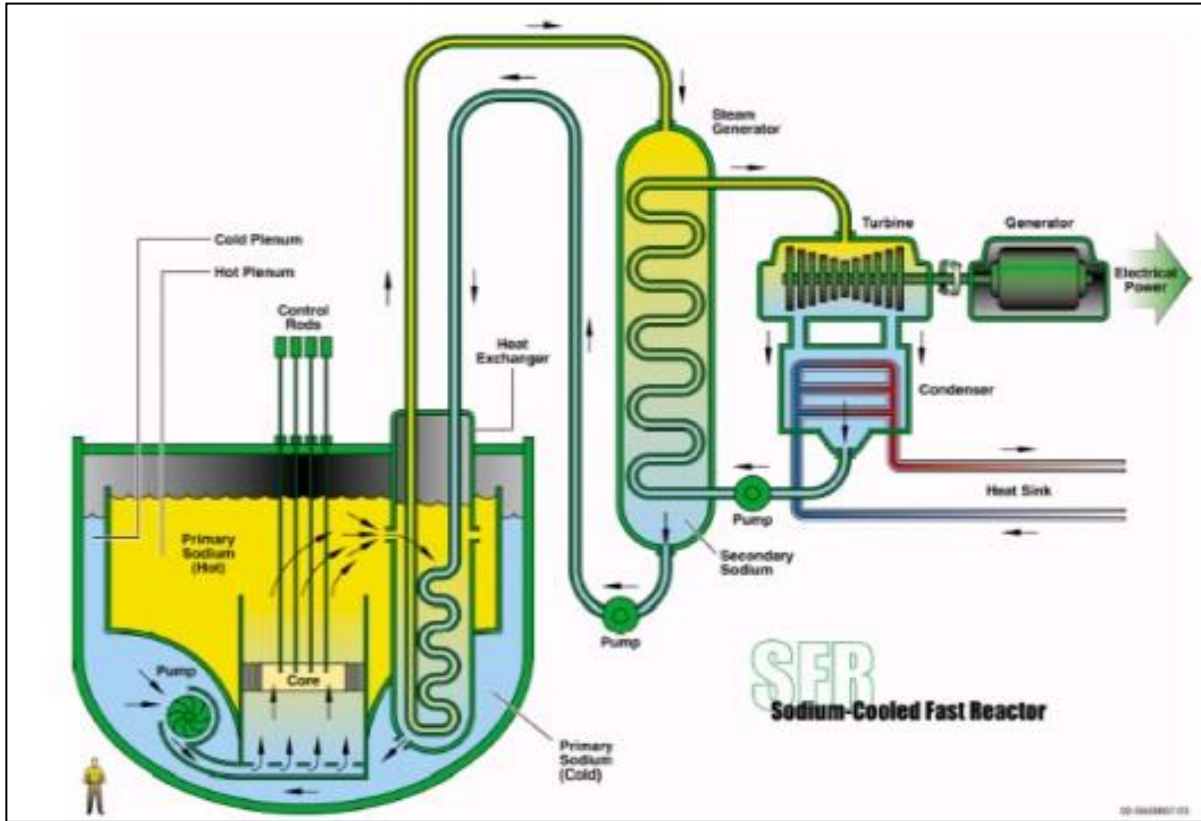 Steam
Generator
Cold Plenum
Hot Plenum
Control
Rods
Heat
Exchanger
Turbine
Generator
Electrical
Power
Condenser
Heat Sink
Pump
Primary
Sodium
(Hot)
Secondary
Sodium
Pump
Pump
Core
Primary
Sodium
(Cold)
SFR
Sodium-Cooled Fast Reactor